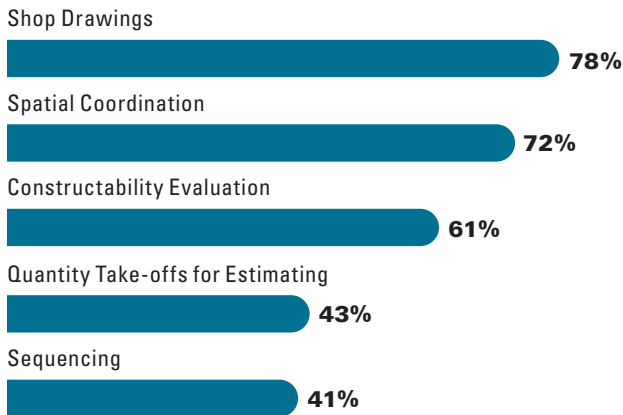 Shop Drawings
78%
Spatial Coordination
72%
Constructability Evaluation
61%
Quantity Take-offs for Estimating
43%
Sequencing
41%